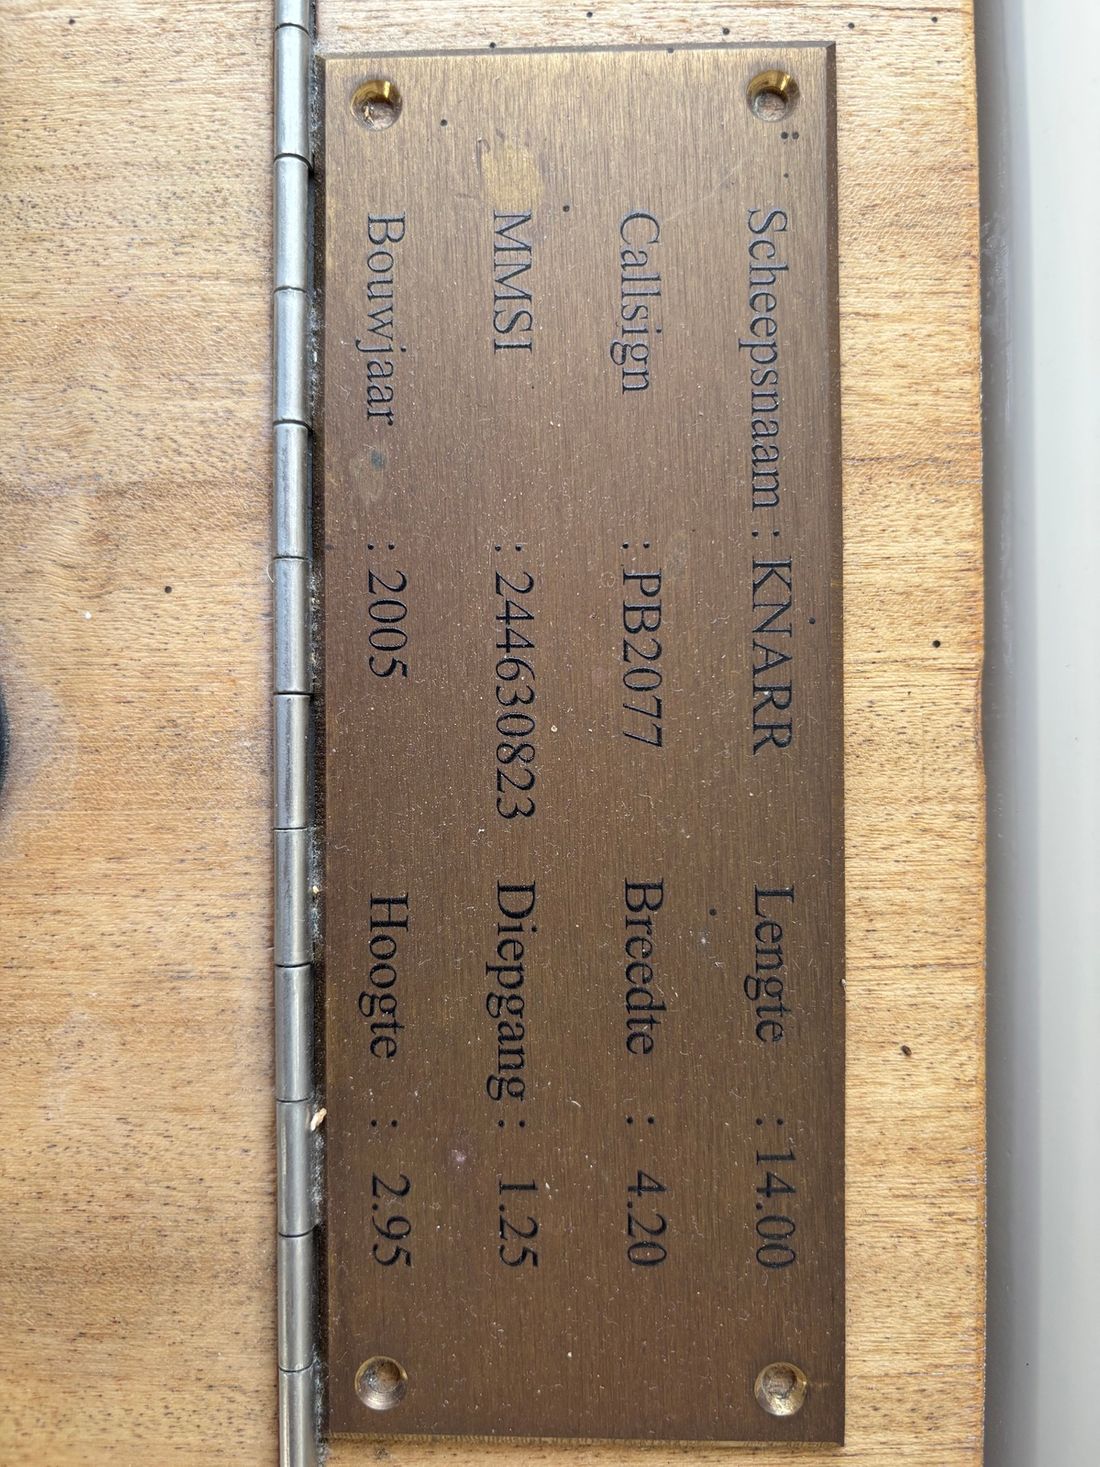 Scheepsnaam : KNARR Lengte : 14.00
Callsign : PB2077 Breedte : 4.20
MMSI : 244630823 Diepgang : 1.25
Bouwjaar : 2005 Hoogte : 2.95